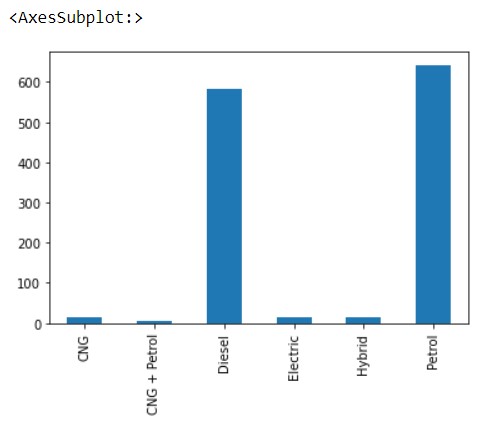 <AxesSubplot:>
600
500
400
300
200
100
0
CNG
CNG + Petrol
Diesel
Electric
Hybrid
Petrol